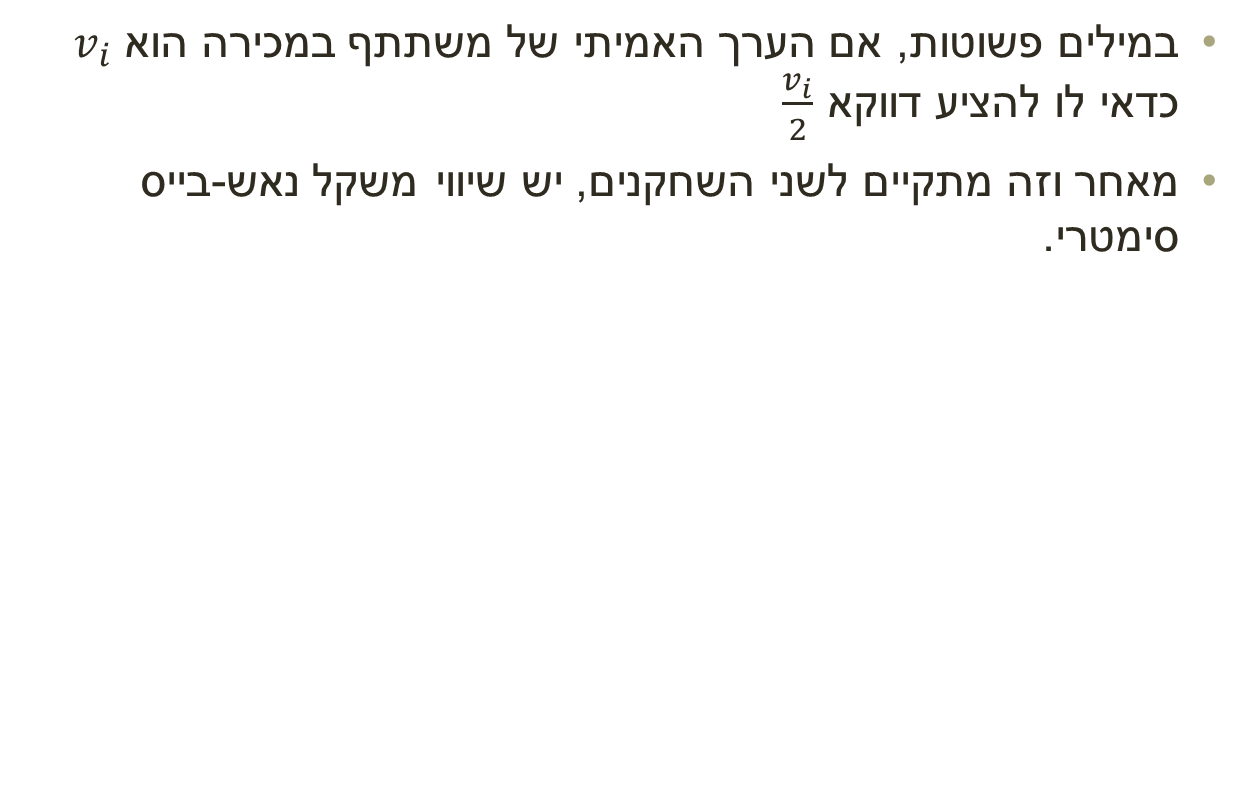 • במילים פשוטות, אם הערך האמיתי של משתתף במכירה הוא $v_i$
כדאי לו להציע דווקא $\frac{v_i}{2}$
• מאחר וזה מתקיים לשני השחקנים, יש שיווי משקל נאש-בייס
סימטרי.